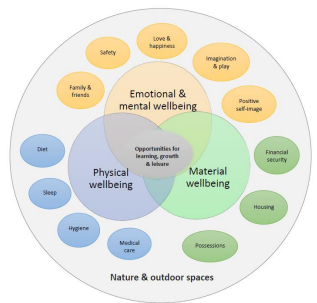 Love &
happiness
Safety
Imagination
& play
Family &
friends
Positive
self-image
Emotional &
mental wellbeing
Opportunities for
learning, growth
& leisure
Diet
Physical
wellbeing
Material
wellbeing
Financial
security
Sleep
Housing
Hygiene
Medical
care
Possessions
Nature & outdoor spaces